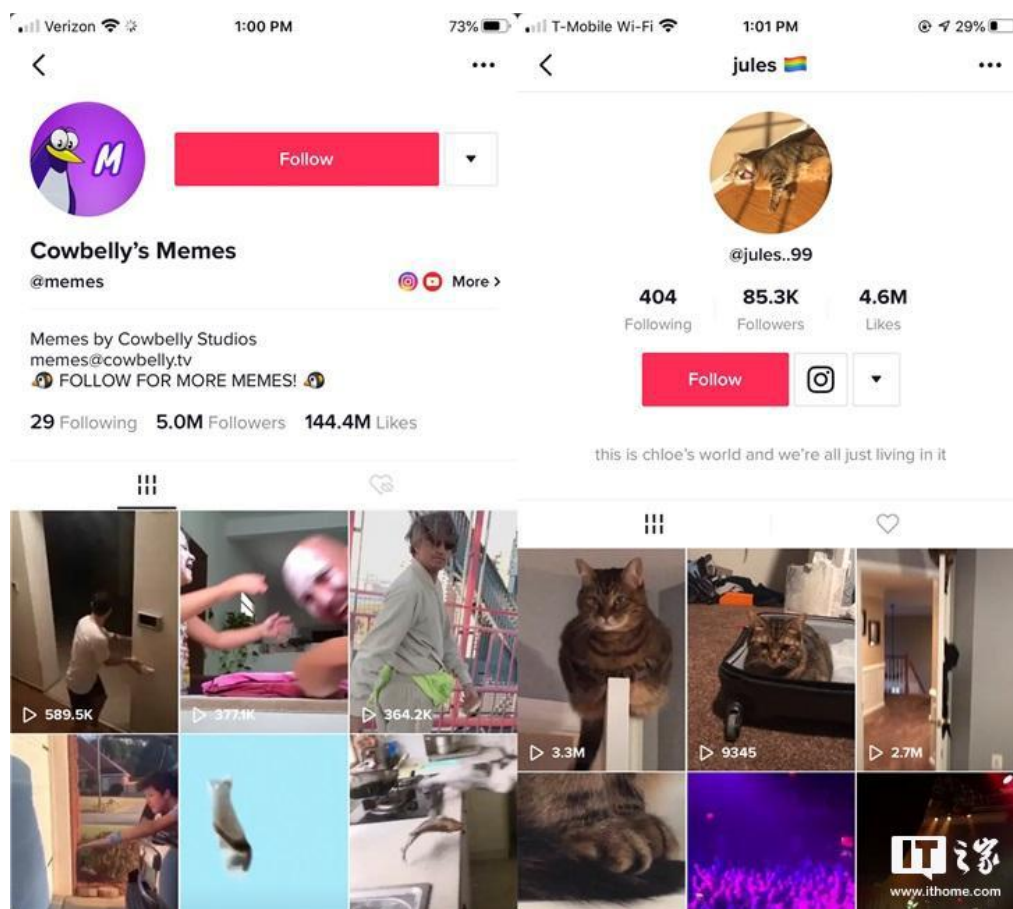 Verizon 1:00 PM 73%
M
Follow
Cowbelly's Memes
@memes More >
Memes by Cowbelly Studios
memes@cowbelly.tv
🐧 FOLLOW FOR MORE MEMES! 🐧
29 Following 5.0M Followers 144.4M Likes
589.5K
377.1K
364.2K
T-Mobile Wi-Fi 1:01 PM 29%
jules 🏳️‍🌈
@jules..99
404 85.3K 4.6M
Following Followers Likes
Follow
this is chloe's world and we're all just living in it
3.3M
9345
2.7M
IT之家
www.ithome.com